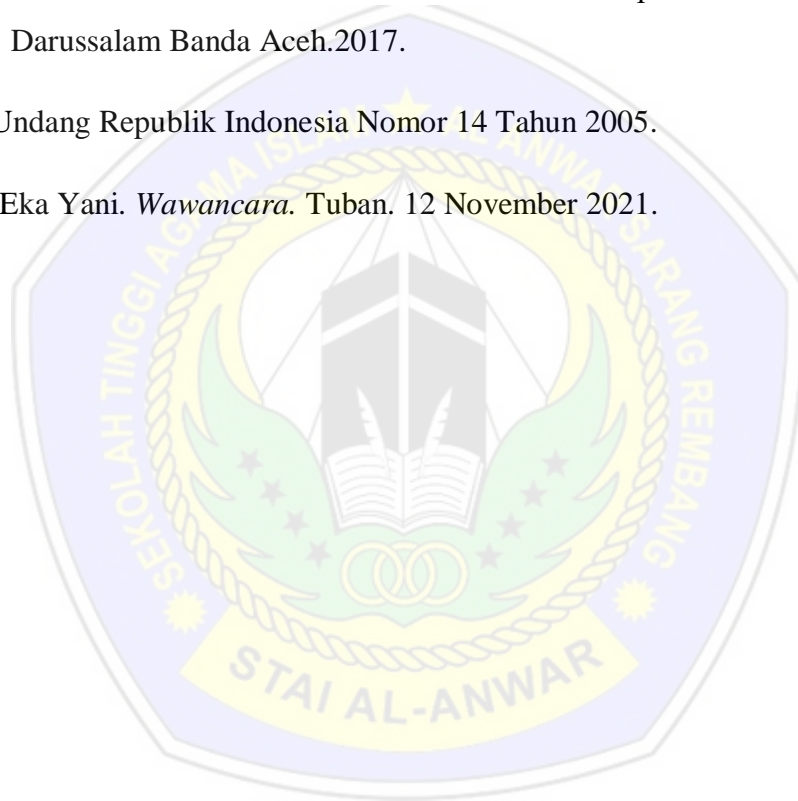 Darussalam Banda Aceh.2017.
Undang Republik Indonesia Nomor 14 Tahun 2005.
Eka Yani. Wawancara. Tuban. 12 November 2021.
SEKOLAH TINGGI AGAMA ISLAM AL ANWAR SARANG REMBANG
STAI AL-ANWAR